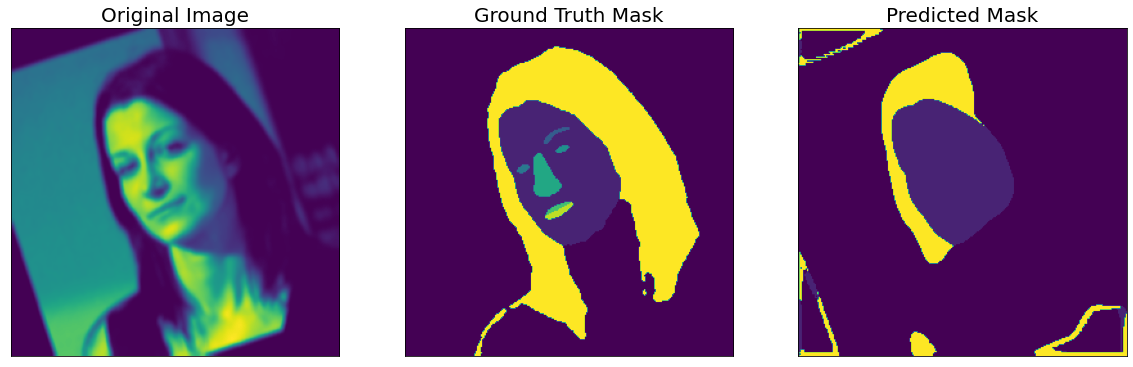 Original Image
Ground Truth Mask
Predicted Mask